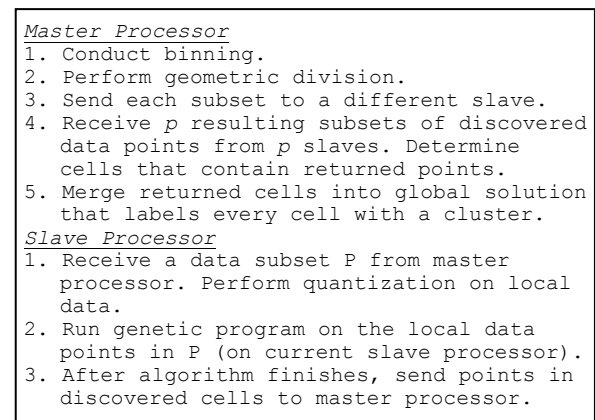 Master Processor
1. Conduct binning.
2. Perform geometric division.
3. Send each subset to a different slave.
4. Receive p resulting subsets of discovered
data points from p slaves. Determine
cells that contain returned points.
5. Merge returned cells into global solution
that labels every cell with a cluster.
Slave Processor
1. Receive a data subset P from master
processor. Perform quantization on local
data.
2. Run genetic program on the local data
points in P (on current slave processor).
3. After algorithm finishes, send points in
discovered cells to master processor.